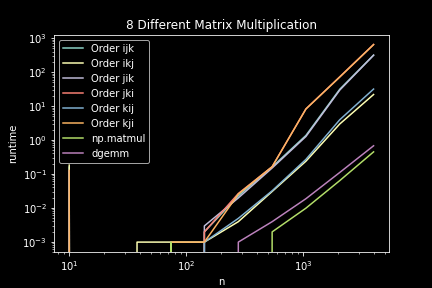 8 Different Matrix Multiplication
10²
10¹
10⁰
10⁻¹
10⁻²
10⁻³
runtime
Order ijk
Order ikj
Order jik
Order jki
Order kij
Order kji
np.matmul
dgemm
10¹
10²
10³
n
10³